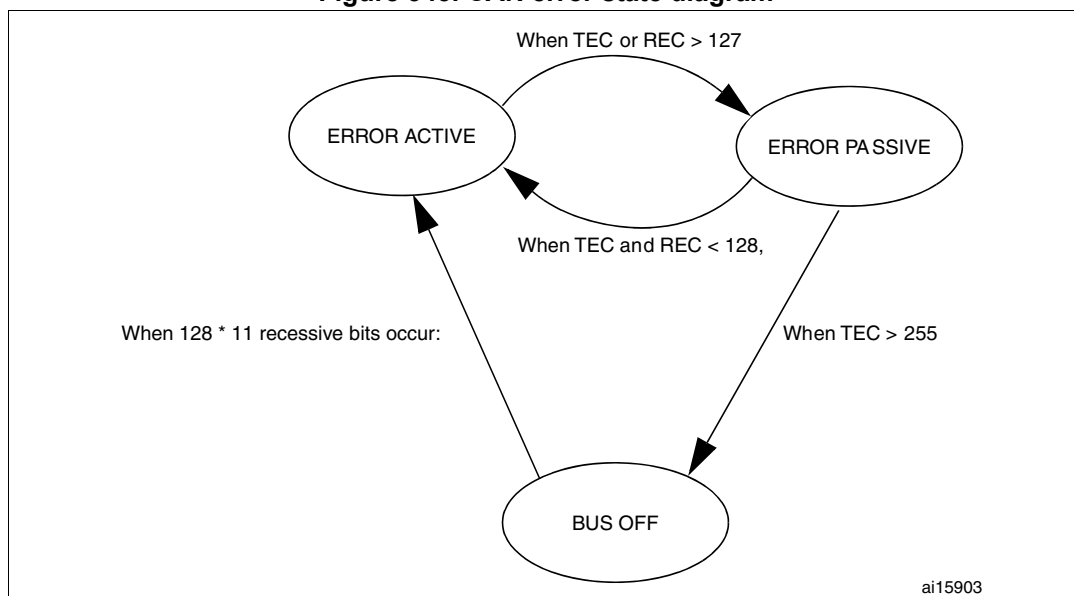 When TEC or REC > 127
ERROR ACTIVE
ERROR PASSIVE
When TEC and REC < 128,
When 128 * 11 recessive bits occur:
When TEC > 255
BUS OFF
ai15903